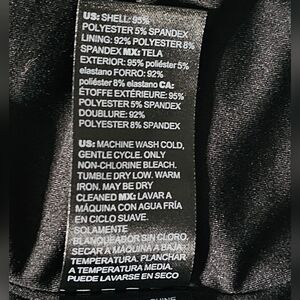 US: SHELL: 95%
POLYESTER 5% SPANDEX
LINING: 92% POLYESTER 8%
SPANDEX MX: TELA
EXTERIOR: 95% poliéster 5%
elastano FORRO: 92%
poliéster 8% elastano CA:
ÉTOFFE EXTÉRIEURE: 95%
POLYESTER 5% SPANDEX
DOUBLURE: 92%
POLYESTER 8% SPANDEX
US: MACHINE WASH COLD,
GENTLE CYCLE. ONLY
NON-CHLORINE BLEACH.
TUMBLE DRY LOW. WARM
IRON. MAY BE DRY
CLEANED MX: LAVAR A
MÁQUINA CON AGUA FRÍA
EN CICLO SUAVE.
SOLAMENTE
BLANQUEADOR SIN CLORO.
SECAR A MAQUINA A BAJA
TEMPERATURA. PLANCHAR
A TEMPERATURA MEDIA.
PUEDE LAVARSE EN SECO